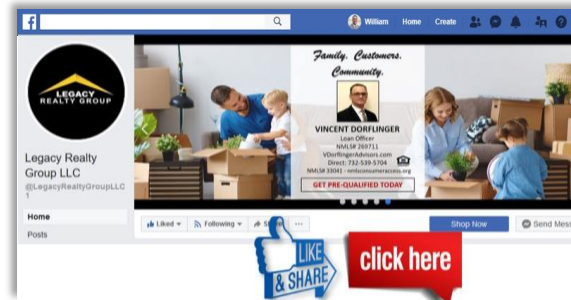 f
William Home Create
LEGACY
REALTY GROUP
Legacy Realty
Group LLC
@LegacyRealtyGroupLLC
1
Home
Posts
Family. Customers.
Community.
VINCENT DORFLINGER
Loan Officer
NMLS# 269711
VDorflingerAdvisors.com
Direct: 732-539-5704
NMLS# 33041 - nmlsconsumeraccess.org
GET PRE-QUALIFIED TODAY
Liked Following
Shop Now Send Mess
LIKE
& SHARE
click here